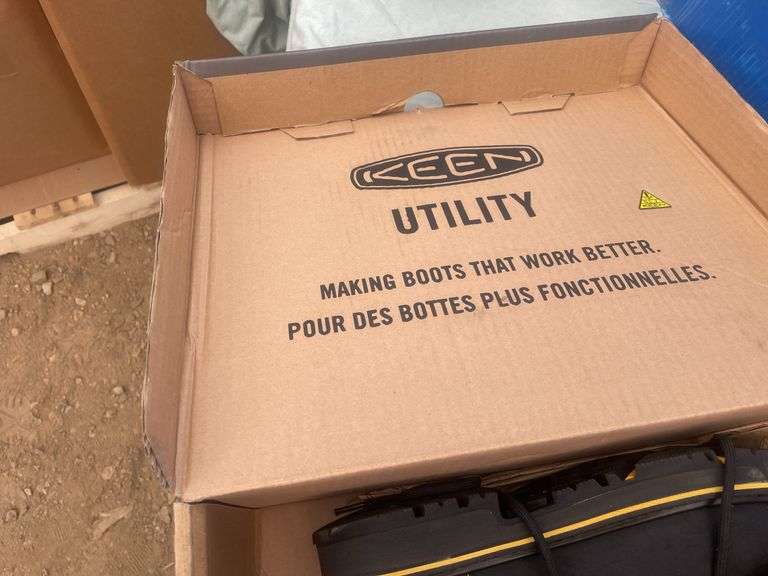 KEEN
UTILITY
MAKING BOOTS THAT WORK BETTER.
POUR DES BOTTES PLUS FONCTIONNELLES.